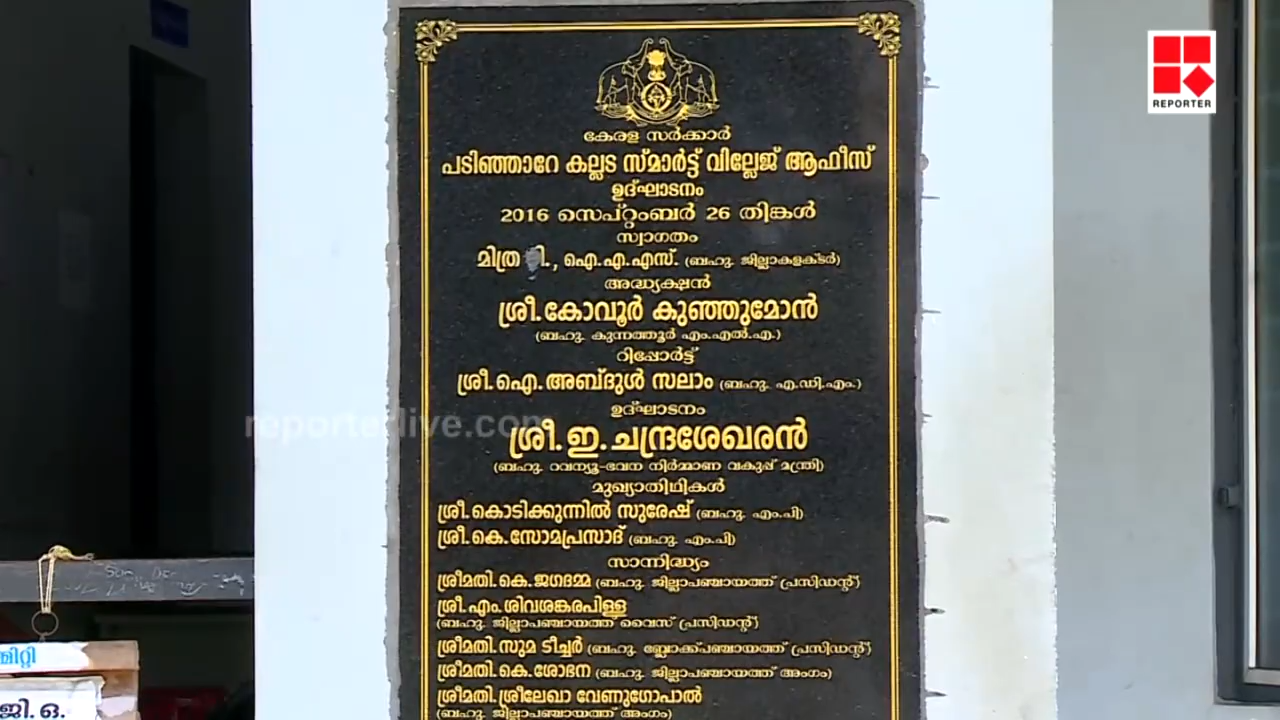 REPORTER
കേരള സർക്കാർ
പടിഞ്ഞാറേ കല്ലട സ്മാർട്ട് വില്ലേജ് ആഫീസ്
ഉദ്ഘാടനം
2016 സെപ്റ്റംബർ 26 തിങ്കൾ
സ്വാഗതം
മിത്ര .ടി., ഐ.എ.എസ്. (ബഹു. ജില്ലാകളക്ടർ)
അദ്ധ്യക്ഷൻ
ശ്രീ.കോവൂർ കുഞ്ഞുമോൻ
(ബഹു. കുന്നത്തൂർ എം.എൽ.എ.)
റിപ്പോർട്ട്
ശ്രീ.ഐ.അബ്ദുൾ സലാം (ബഹു. എ.ഡി.എം.)
ഉദ്ഘാടനം
reporterlive.com
ശ്രീ.ഇ.ചന്ദ്രശേഖരൻ
(ബഹു. റവന്യൂ-ഭവന നിർമ്മാണ വകുപ്പ് മന്ത്രി)
മുഖ്യാതിഥികൾ
ശ്രീ.കൊടിക്കുന്നിൽ സുരേഷ് (ബഹു. എം.പി)
ശ്രീ.കെ.സോമപ്രസാദ് (ബഹു. എം.പി)
സാന്നിദ്ധ്യം
ശ്രീമതി.കെ.ജഗദമ്മ (ബഹു. ജില്ലാപഞ്ചായത്ത് പ്രസിഡന്റ്)
ശ്രീ.എം.ശിവശങ്കരപിള്ള
(ബഹു. ജില്ലാപഞ്ചായത്ത് വൈസ് പ്രസിഡന്റ്)
ശ്രീമതി.സുമ ടീച്ചർ (ബഹു. ബ്ലോക്ക്പഞ്ചായത്ത് പ്രസിഡന്റ്)
ശ്രീമതി.കെ.ശോഭന (ബഹു. ജില്ലാപഞ്ചായത്ത് അംഗം)
ശ്രീമതി.ശ്രീലേഖാ വേണുഗോപാൽ
(ബഹു. ജില്ലാപഞ്ചായത്ത് അംഗം)
മിറ്റി
ജി.ഒ.